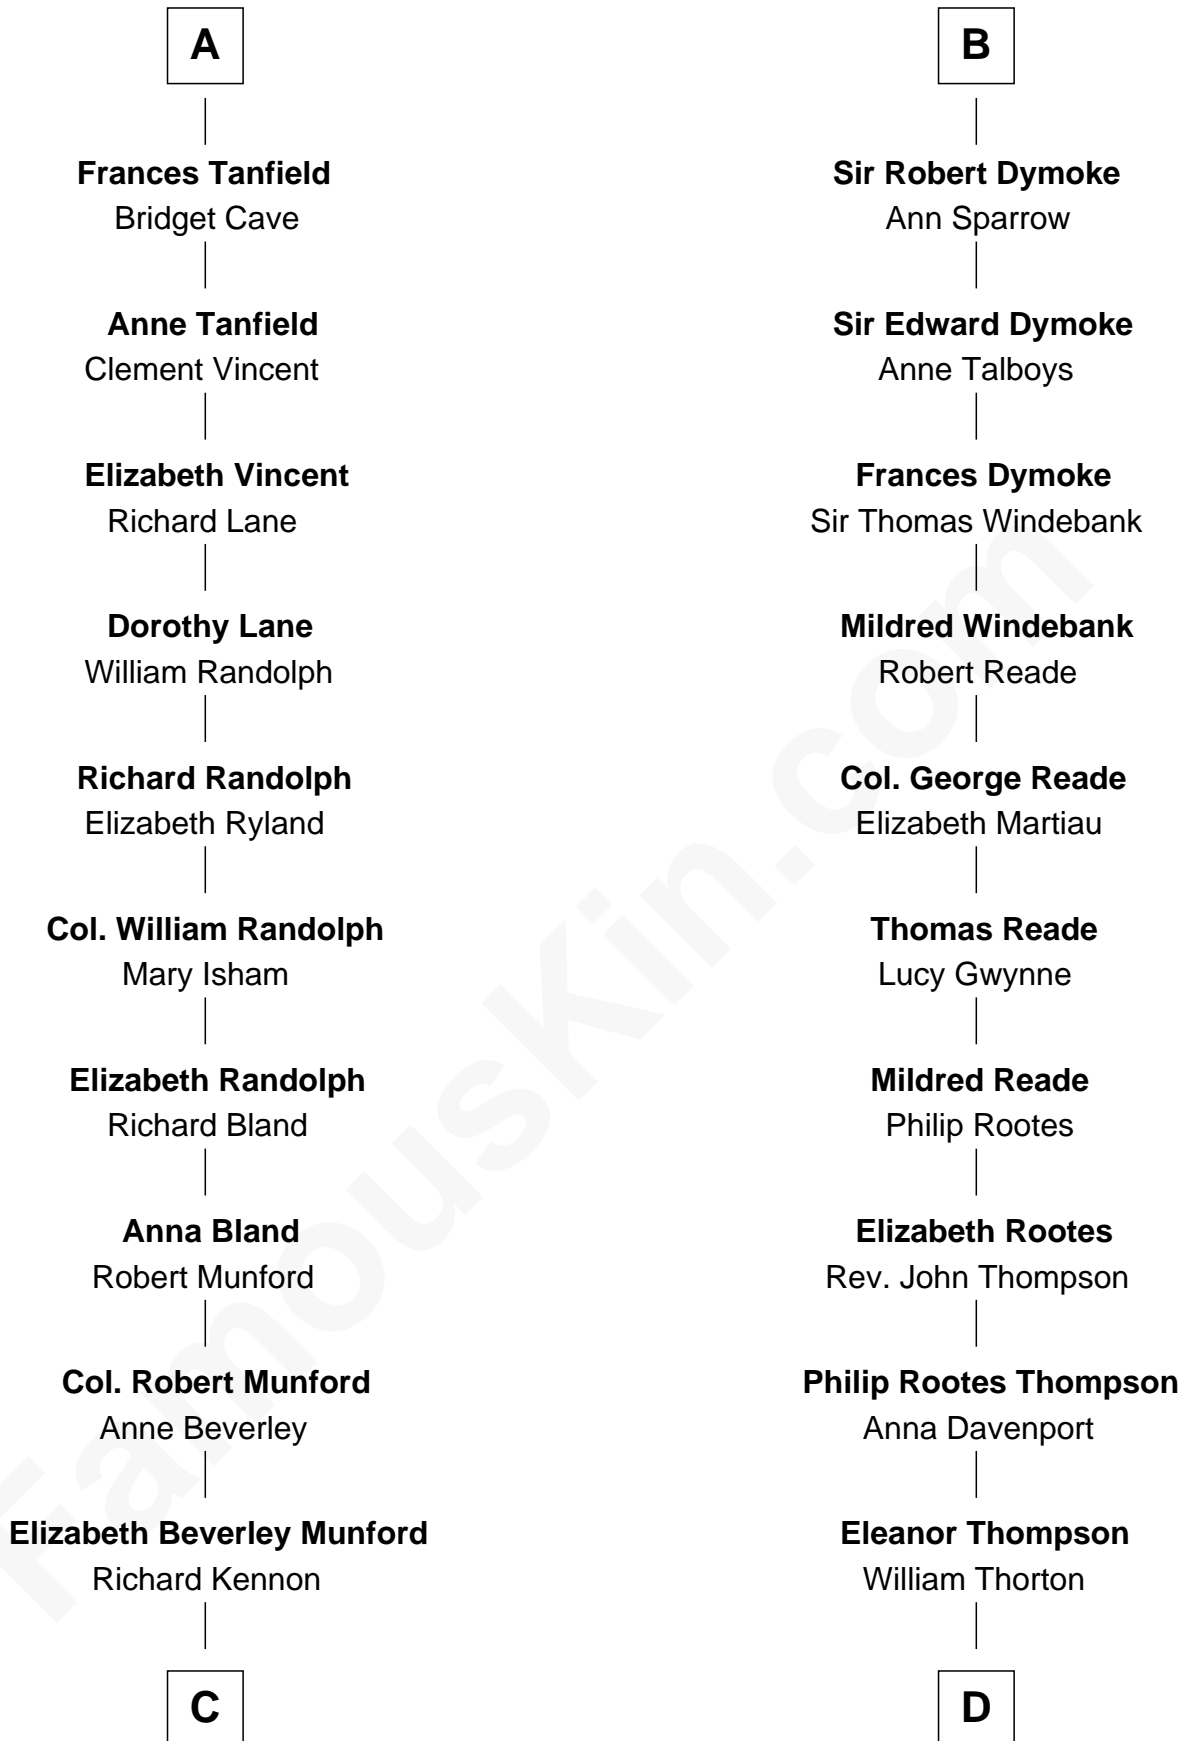 A
Frances Tanfield
Bridget Cave
Anne Tanfield
Clement Vincent
Elizabeth Vincent
Richard Lane
Dorothy Lane
William Randolph
Richard Randolph
Elizabeth Ryland
Col. William Randolph
Mary Isham
Elizabeth Randolph
Richard Bland
Anna Bland
Robert Munford
Col. Robert Munford
Anne Beverley
Elizabeth Beverley Munford
Richard Kennon
C
B
Sir Robert Dymoke
Ann Sparrow
Sir Edward Dymoke
Anne Talboys
Frances Dymoke
Sir Thomas Windebank
Mildred Windebank
Robert Reade
Col. George Reade
Elizabeth Martiau
Thomas Reade
Lucy Gwynne
Mildred Reade
Philip Rootes
Elizabeth Rootes
Rev. John Thompson
Philip Rootes Thompson
Anna Davenport
Eleanor Thompson
William Thorton
D
FamousKin.com